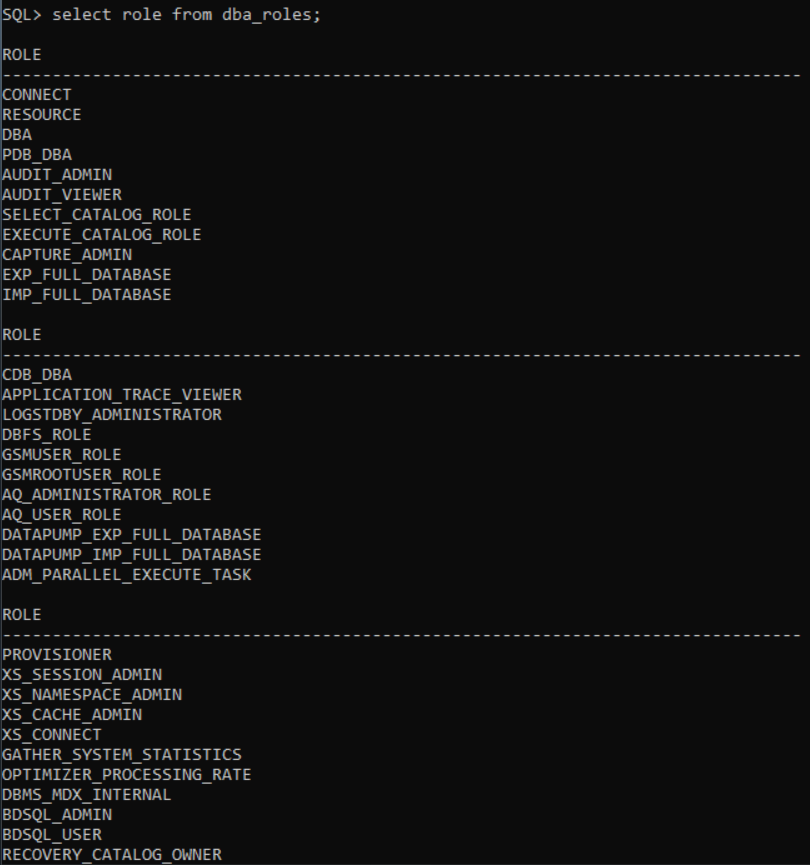 SQL> select role from dba_roles;
ROLE
--------------------------------------------------------------------------------
CONNECT
RESOURCE
DBA
PDB_DBA
AUDIT_ADMIN
AUDIT_VIEWER
SELECT_CATALOG_ROLE
EXECUTE_CATALOG_ROLE
CAPTURE_ADMIN
EXP_FULL_DATABASE
IMP_FULL_DATABASE
ROLE
--------------------------------------------------------------------------------
CDB_DBA
APPLICATION_TRACE_VIEWER
LOGSTDBY_ADMINISTRATOR
DBFS_ROLE
GSMUSER_ROLE
GSMROOTUSER_ROLE
AQ_ADMINISTRATOR_ROLE
AQ_USER_ROLE
DATAPUMP_EXP_FULL_DATABASE
DATAPUMP_IMP_FULL_DATABASE
ADM_PARALLEL_EXECUTE_TASK
ROLE
--------------------------------------------------------------------------------
PROVISIONER
XS_SESSION_ADMIN
XS_NAMESPACE_ADMIN
XS_CACHE_ADMIN
XS_CONNECT
GATHER_SYSTEM_STATISTICS
OPTIMIZER_PROCESSING_RATE
DBMS_MDX_INTERNAL
BDSQL_ADMIN
BDSQL_USER
RECOVERY_CATALOG_OWNER